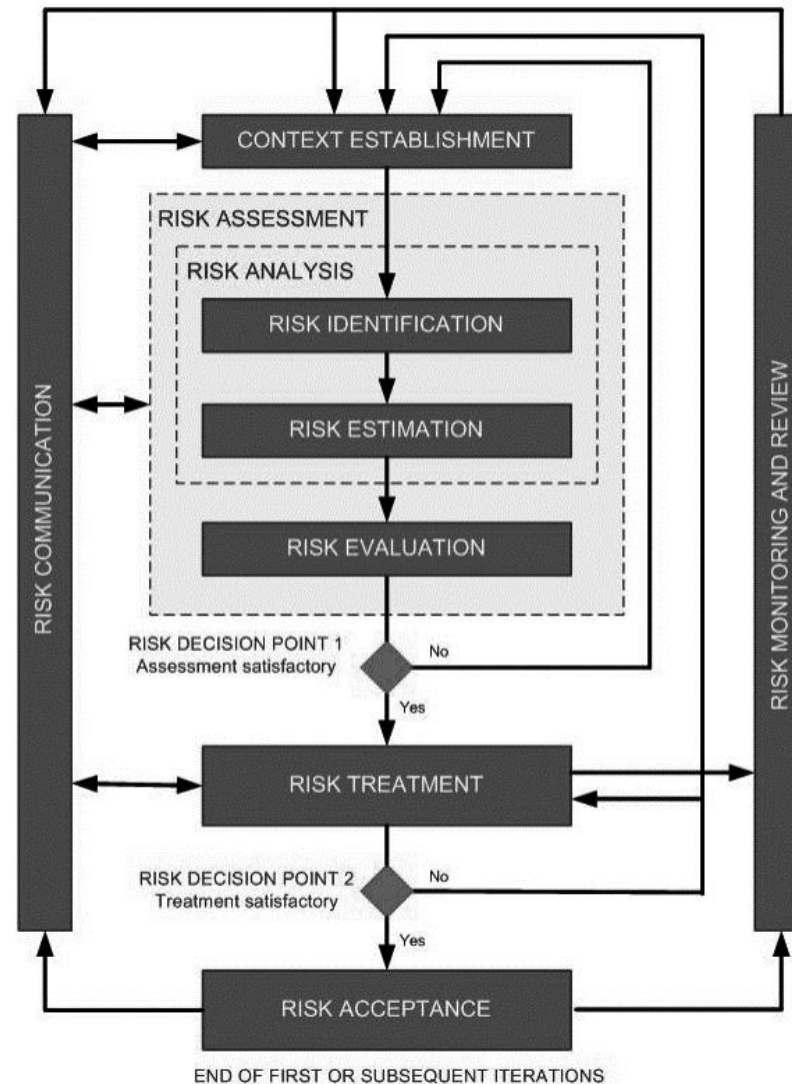 CONTEXT ESTABLISHMENT
RISK ASSESSMENT
RISK ANALYSIS
RISK IDENTIFICATION
RISK ESTIMATION
RISK EVALUATION
RISK COMMUNICATION
RISK MONITORING AND REVIEW
RISK DECISION POINT 1
Assessment satisfactory
No
Yes
RISK TREATMENT
RISK DECISION POINT 2
Treatment satisfactory
No
Yes
RISK ACCEPTANCE
END OF FIRST OR SUBSEQUENT ITERATIONS